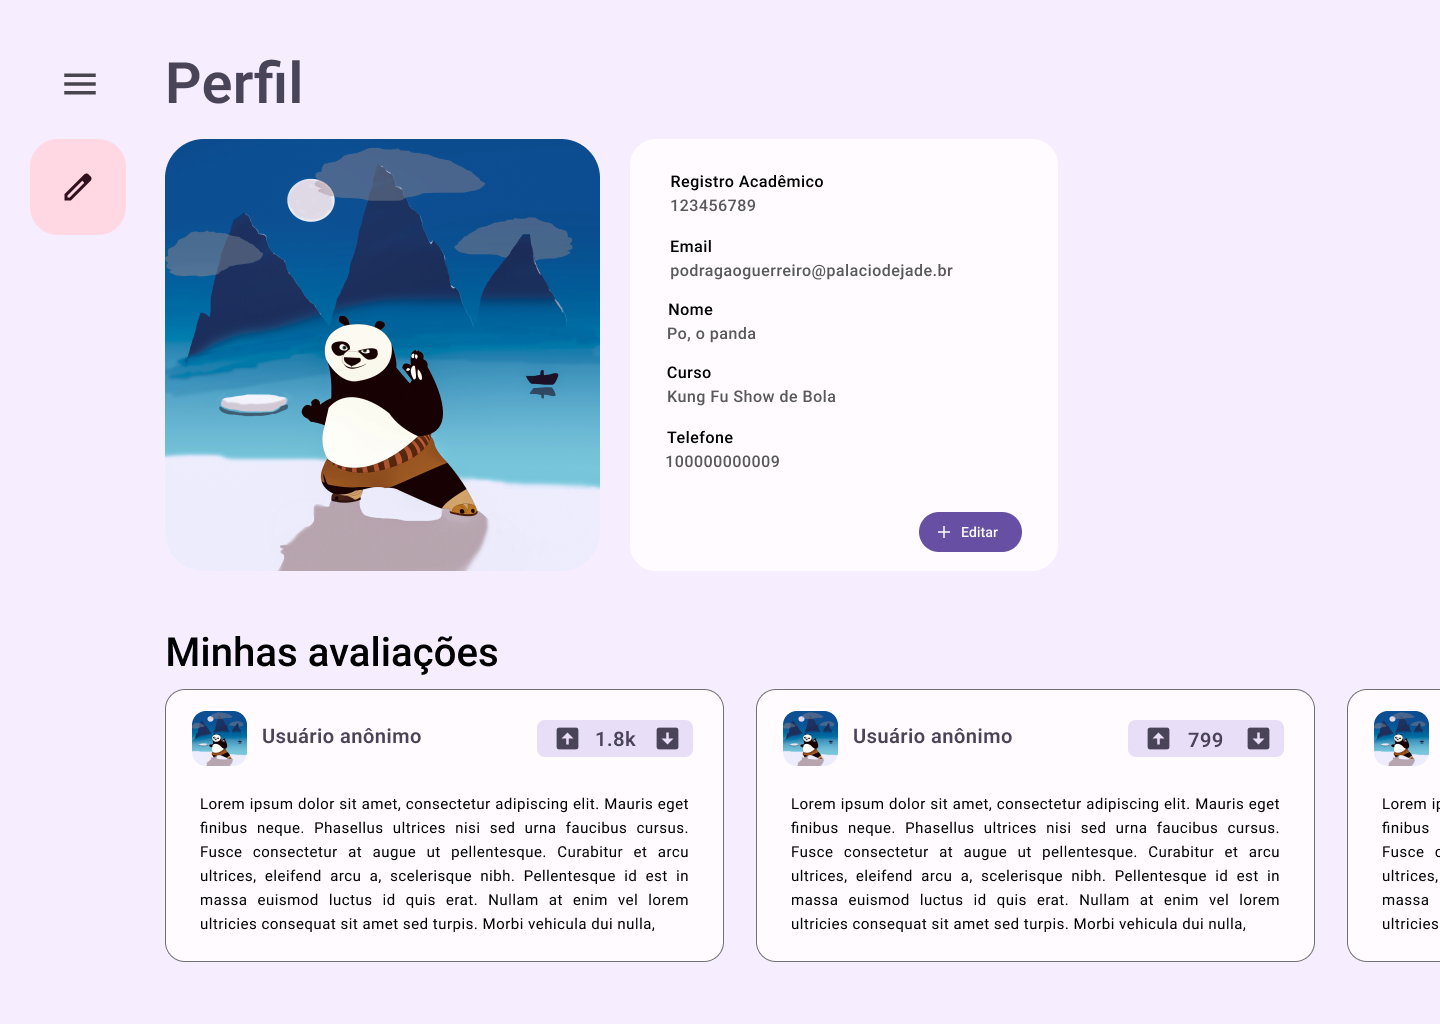 Perfil
Registro Acadêmico
123456789
Email
podragaoguerreiro@palaciodejade.br
Nome
Po, o panda
Curso
Kung Fu Show de Bola
Telefone
100000000009
Editar
Minhas avaliações
Usuário anônimo
1.8k
Lorem ipsum dolor sit amet, consectetur adipiscing elit. Mauris eget
finibus neque. Phasellus ultrices nisi sed urna faucibus cursus.
Fusce consectetur at augue ut pellentesque. Curabitur et arcu
ultrices, eleifend arcu a, scelerisque nibh. Pellentesque id est in
massa euismod luctus id quis erat. Nullam at enim vel lorem
ultricies consequat sit amet sed turpis. Morbi vehicula dui nulla,
Usuário anônimo
799
Lorem ipsum dolor sit amet, consectetur adipiscing elit. Mauris eget
finibus neque. Phasellus ultrices nisi sed urna faucibus cursus.
Fusce consectetur at augue ut pellentesque. Curabitur et arcu
ultrices, eleifend arcu a, scelerisque nibh. Pellentesque id est in
massa euismod luctus id quis erat. Nullam at enim vel lorem
ultricies consequat sit amet sed turpis. Morbi vehicula dui nulla,
Lorem
finibus
Fusce
ultrices,
massa
ultricies